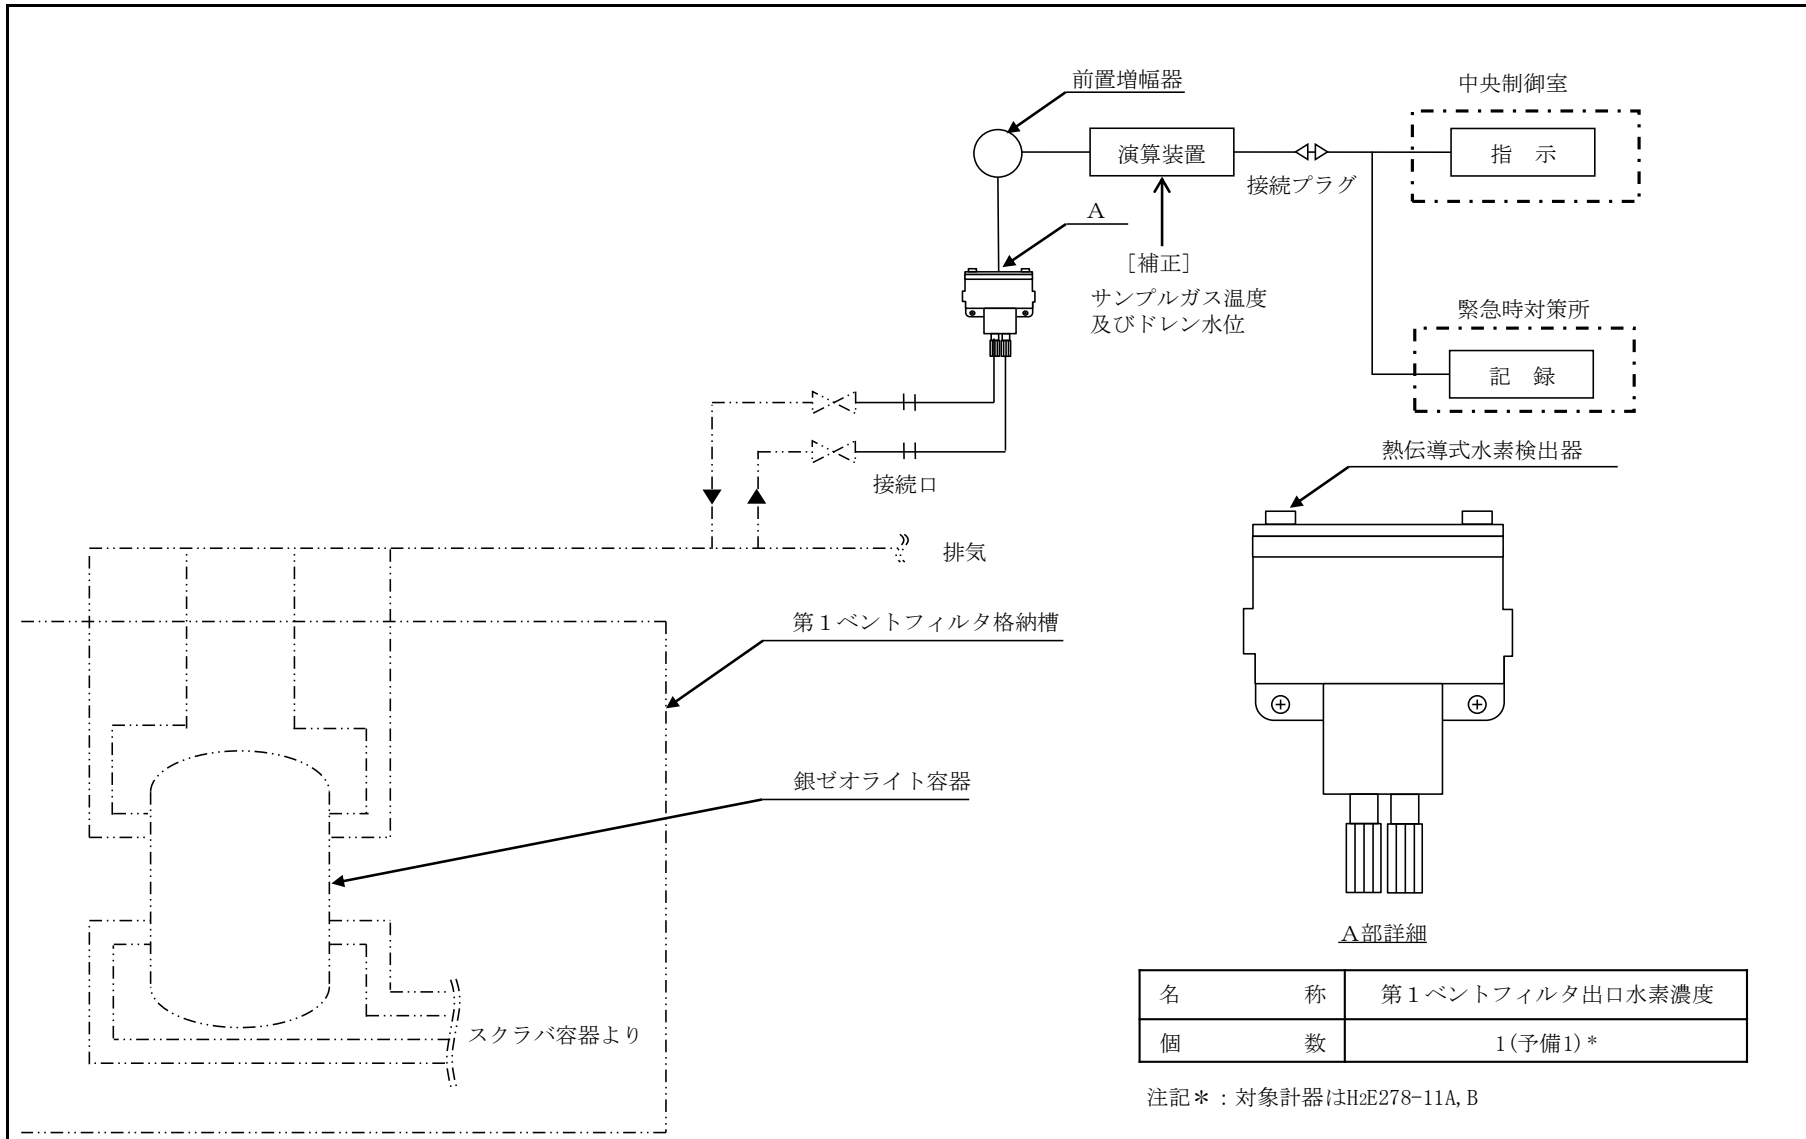 前置増幅器
中央制御室
演算装置
指　示
接続プラグ
A
[補正]
サンプルガス温度
及びドレン水位
緊急時対策所
記　録
熱伝導式水素検出器
接続口
排気
第１ベントフィルタ格納槽
銀ゼオライト容器
A部詳細
名　称　第１ベントフィルタ出口水素濃度
スクラバ容器より
個　数　1(予備1)*
注記＊：対象計器はH2E278-11A,B